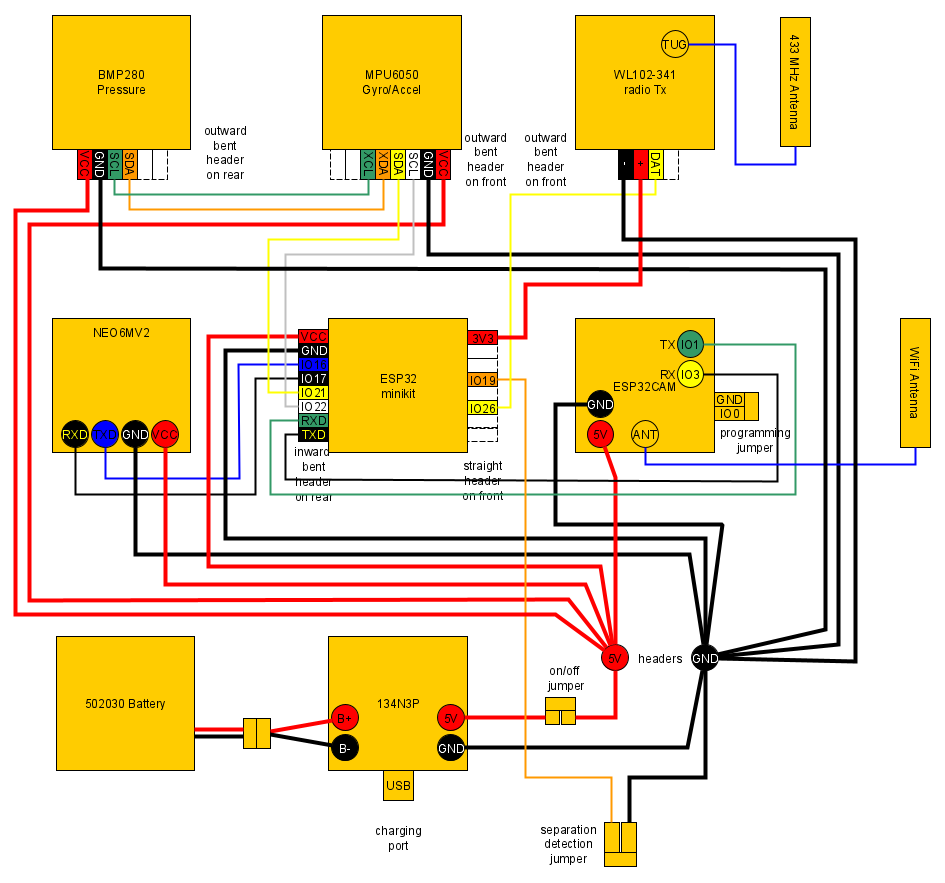 BMP280
Pressure
VCC
GND
SCL
SDA
outward
bent
header
on rear
MPU6050
Gyro/Accel
XCL
XDA
SDA
SCL
GND
VCC
outward
bent
header
on front
outward
bent
header
on front
WL102-341
radio Tx
TUG
-
+
DAT
433 MHz Antenna
NEO6MV2
RXD
TXD
GND
VCC
VCC
GND
IO17
IO21
IO22
RXD
TXD
ESP32
minikit
3V3
IO19
IO26
inward
bent
header
on rear
straight
header
on front
TX
IO1
RX
IO3
ESP32CAM
GND
5V
ANT
GND
IO0
programming
jumper
WiFi Antenna
502030 Battery
134N3P
B+
B-
5V
GND
USB
charging
port
on/off
jumper
5V
headers
GND
separation
detection
jumper